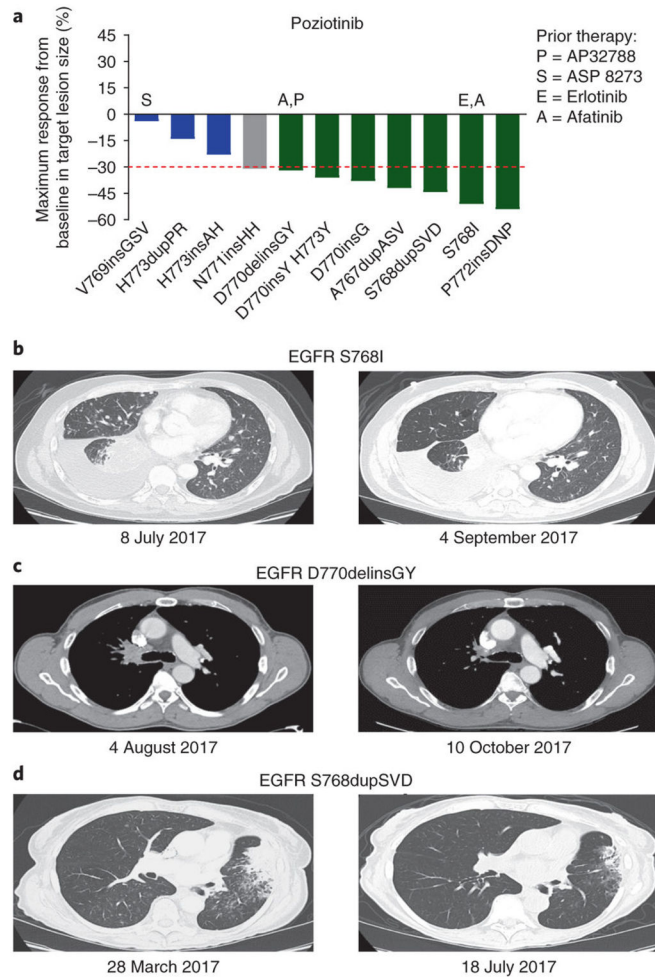 a
Poziotinib
Maximum response from
baseline in target lesion size (%)
45
30
15
0
−15
−30
−45
−60
S
A,P
E,A
Prior therapy:
P = AP32788
S = ASP 8273
E = Erlotinib
A = Afatinib
V769insGSV
H773dupPR
H773insAH
N771insHH
D770delinsGY
D770insY H773Y
D770insG
A767dupASV
S768dupSVD
S768I
P772insDNP
b
EGFR S768I
8 July 2017
4 September 2017
c
EGFR D770delinsGY
4 August 2017
10 October 2017
d
EGFR S768dupSVD
28 March 2017
18 July 2017